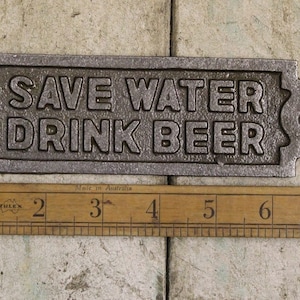 SAVE WATER
DRINK BEER
Made in Australia
2 3 4 5 6